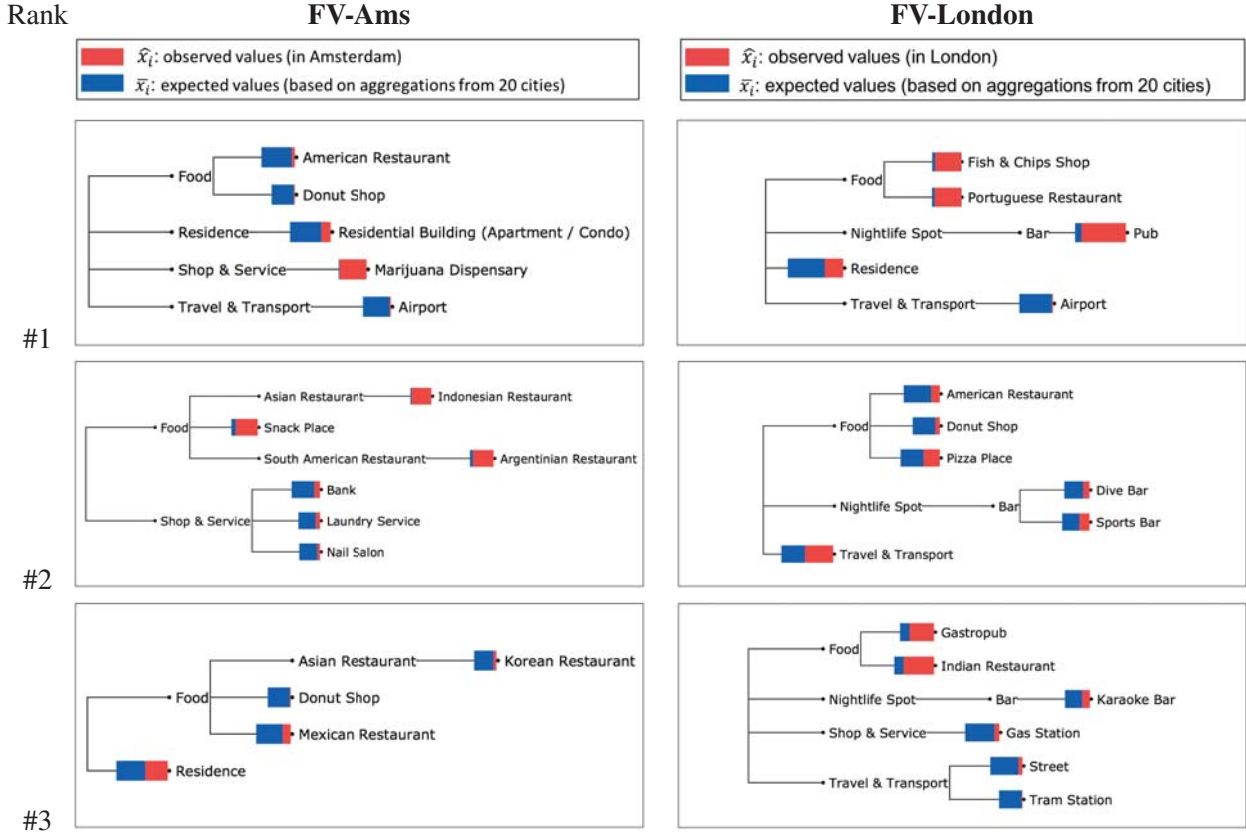 Rank
FV-Ams
FV-London
x̂ᵢ: observed values (in Amsterdam)
x̄ᵢ: expected values (based on aggregations from 20 cities)
x̂ᵢ: observed values (in London)
x̄ᵢ: expected values (based on aggregations from 20 cities)
#1
Food
American Restaurant
Donut Shop
Residence
Residential Building (Apartment / Condo)
Shop & Service
Marijuana Dispensary
Travel & Transport
Airport
Food
Fish & Chips Shop
Portuguese Restaurant
Nightlife Spot
Bar
Pub
Residence
Travel & Transport
Airport
#2
Food
Asian Restaurant
Indonesian Restaurant
Snack Place
South American Restaurant
Argentinian Restaurant
Shop & Service
Bank
Laundry Service
Nail Salon
Food
American Restaurant
Donut Shop
Pizza Place
Nightlife Spot
Bar
Dive Bar
Sports Bar
Travel & Transport
#3
Food
Asian Restaurant
Korean Restaurant
Donut Shop
Mexican Restaurant
Residence
Food
Gastropub
Indian Restaurant
Nightlife Spot
Bar
Karaoke Bar
Shop & Service
Gas Station
Travel & Transport
Street
Tram Station